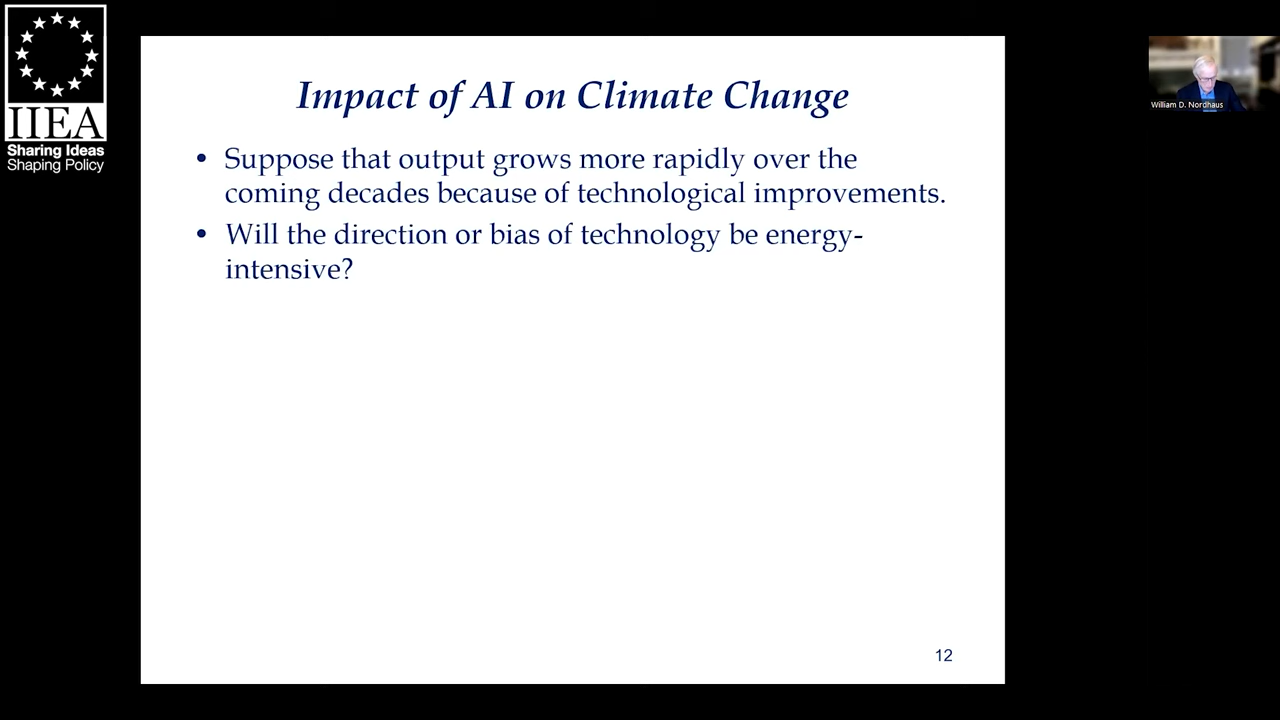 IIEA
Sharing Ideas
Shaping Policy
Impact of AI on Climate Change
• Suppose that output grows more rapidly over the
coming decades because of technological improvements.
• Will the direction or bias of technology be energy-
intensive?
12
William D. Nordhaus